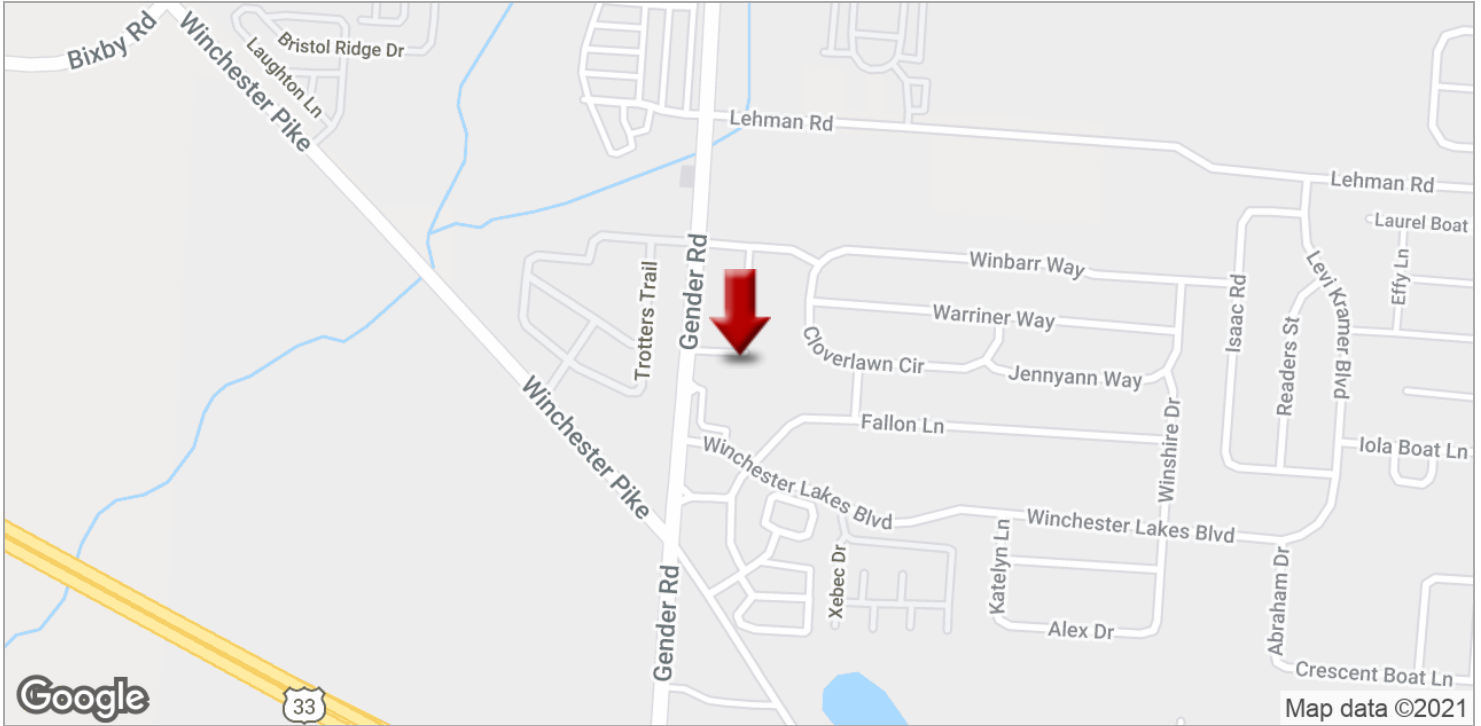 Bixby Rd
Winchester Pike
Bristol Ridge Dr
Laughton Ln
Lehman Rd
Lehman Rd
Laurel Boat
Effy Ln
Levi Kramer Blvd
Isaac Rd
Winbarr Way
Gender Rd
Trotters Trail
Warriner Way
Cloverlawn Cir
Jennyann Way
Readers St
Winchester Pike
Fallon Ln
Winshire Dr
Iola Boat Ln
Winchester Lakes Blvd
Winchester Lakes Blvd
Katelyn Ln
Xebec Dr
Abraham Dr
Gender Rd
Alex Dr
Crescent Boat Ln
Google
33
Map data ©2021